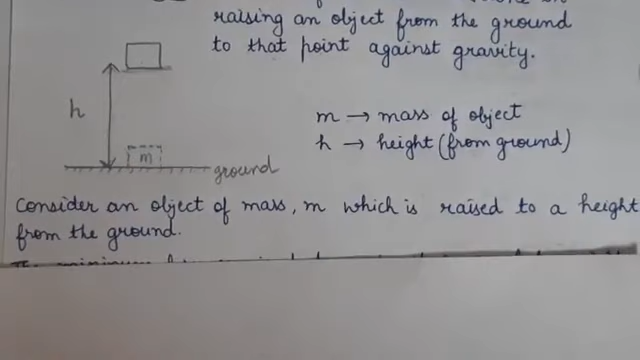 raising an object from the ground
to that point against gravity.
h
m → mass of object
h → height (from ground)
m
ground
Consider an object of mass, m which is raised to a height
from the ground.